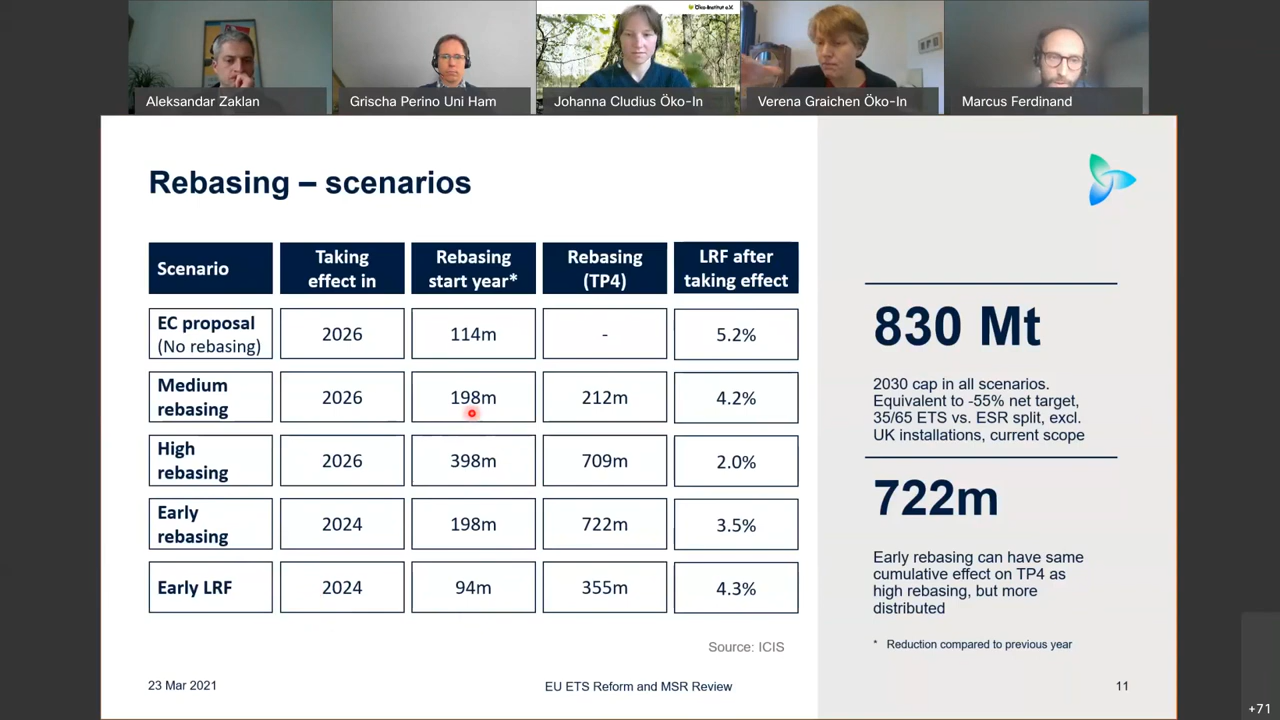 Öko-Institut e.V.
Aleksandar Zaklan
Grischa Perino Uni Ham
Johanna Cludius Öko-In
Verena Graichen Öko-In
Marcus Ferdinand
Rebasing – scenarios
Scenario
Taking
effect in
Rebasing
start year*
Rebasing
(TP4)
LRF after
taking effect
EC proposal
(No rebasing)
2026
114m
-
5.2%
Medium
rebasing
2026
198m
212m
4.2%
High
rebasing
2026
398m
709m
2.0%
Early
rebasing
2024
198m
722m
3.5%
Early LRF
2024
94m
355m
4.3%
Source: ICIS
830 Mt
2030 cap in all scenarios.
Equivalent to -55% net target,
35/65 ETS vs. ESR split, excl.
UK installations, current scope
722m
Early rebasing can have same
cumulative effect on TP4 as
high rebasing, but more
distributed
* Reduction compared to previous year
23 Mar 2021
EU ETS Reform and MSR Review
11
+71